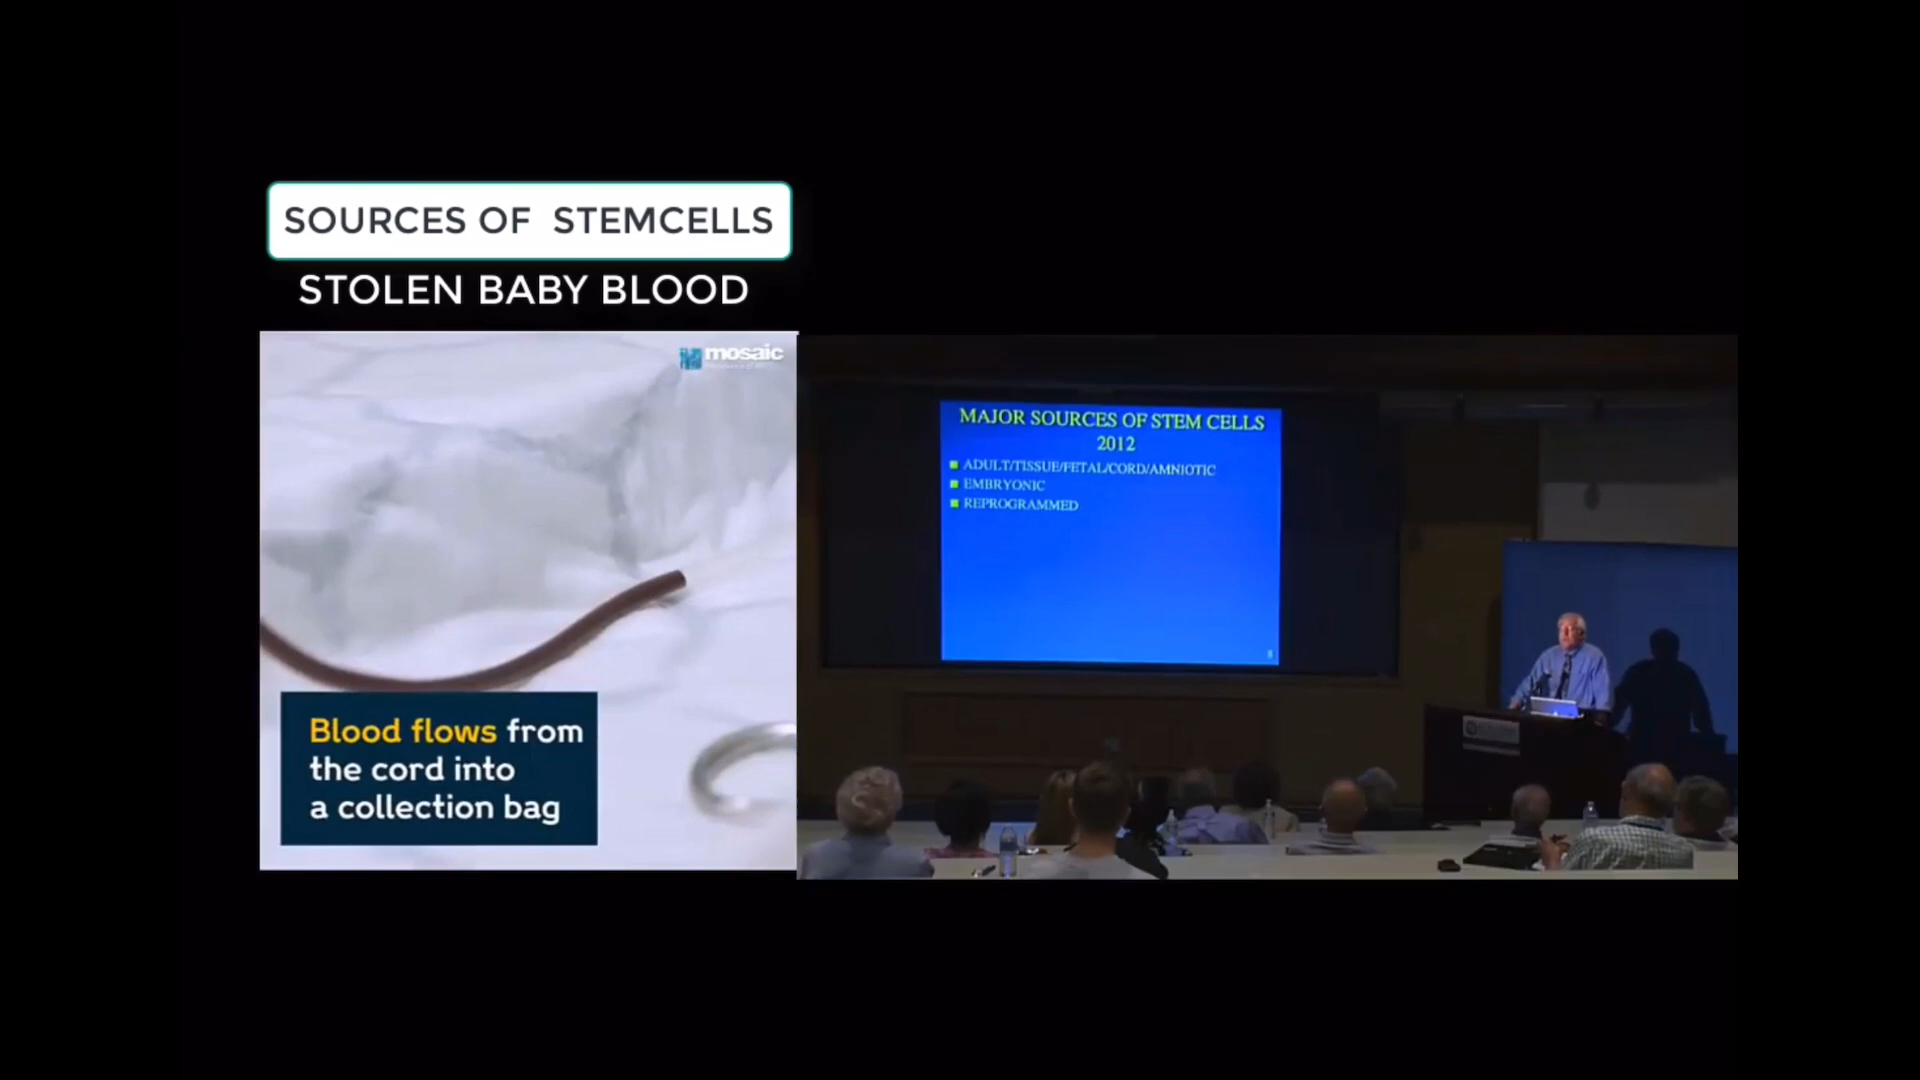 SOURCES OF STEMCELLS
STOLEN BABY BLOOD
mosaic
Blood flows from
the cord into
a collection bag
MAJOR SOURCES OF STEM CELLS
2012
ADULT/TISSUE/FETAL/CORD/AMNIOTIC
EMBRYONIC
REPROGRAMMED